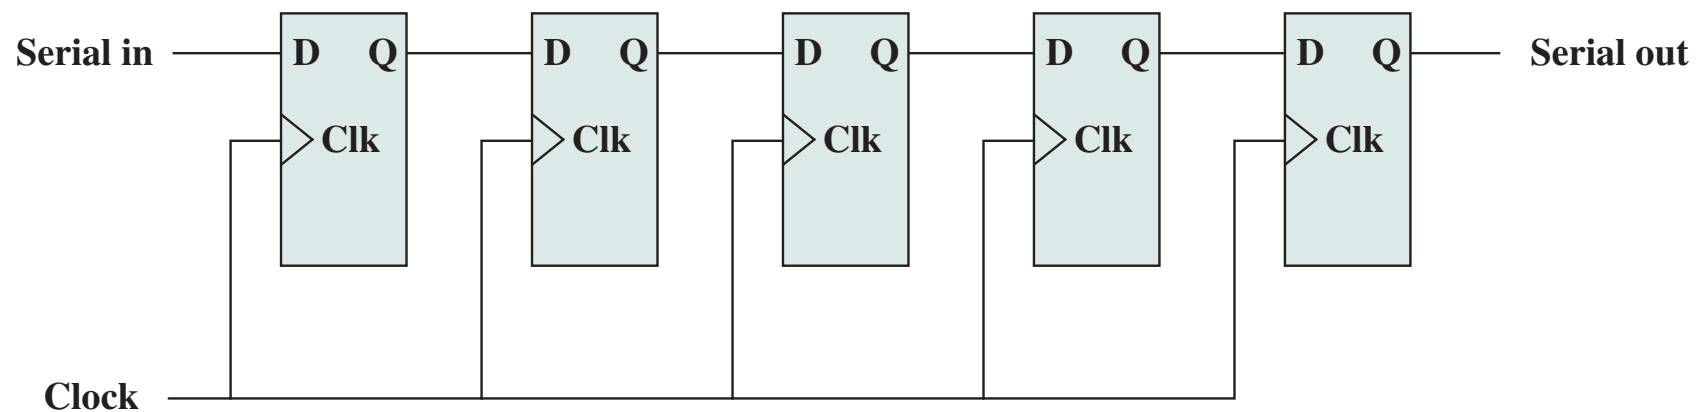 Serial in D Q D Q D Q D Q D Q Serial out
Clk Clk Clk Clk Clk
Clock